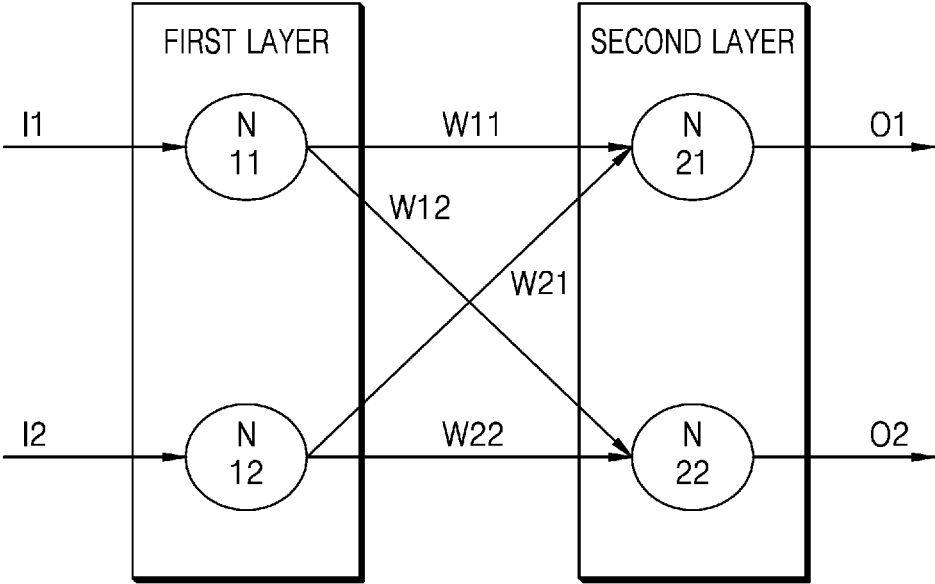 FIRST LAYER
SECOND LAYER
I1
N
11
W11
N
21
O1
W12
W21
I2
N
12
W22
N
22
O2